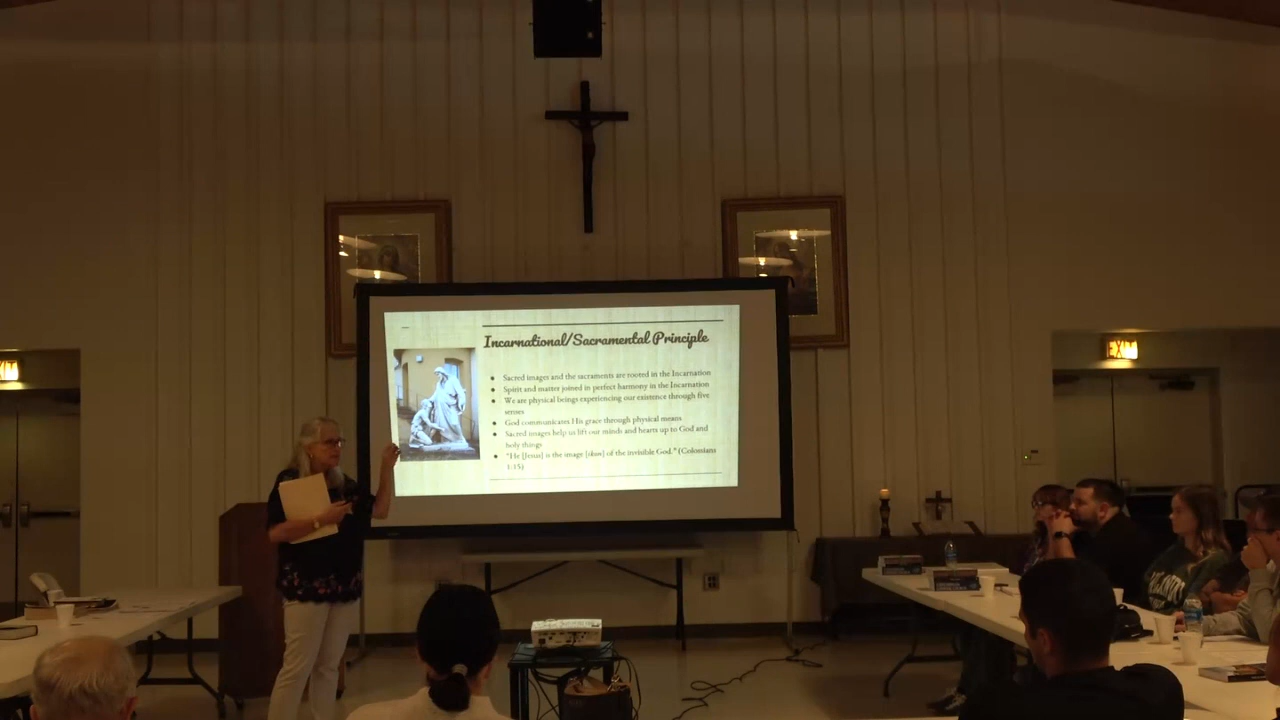 Incarnational/Sacramental Principle
Sacred images and the sacraments are rooted in the Incarnation
Spirit and matter joined in perfect harmony in the Incarnation
We are physical beings experiencing our existence through five
senses
God communicates His grace through physical means
Sacred images help us lift our minds and hearts up to God and
holy things
"He [Jesus] is the image [ikon] of the invisible God." (Colossians
1:15)
EXIT
EXIT